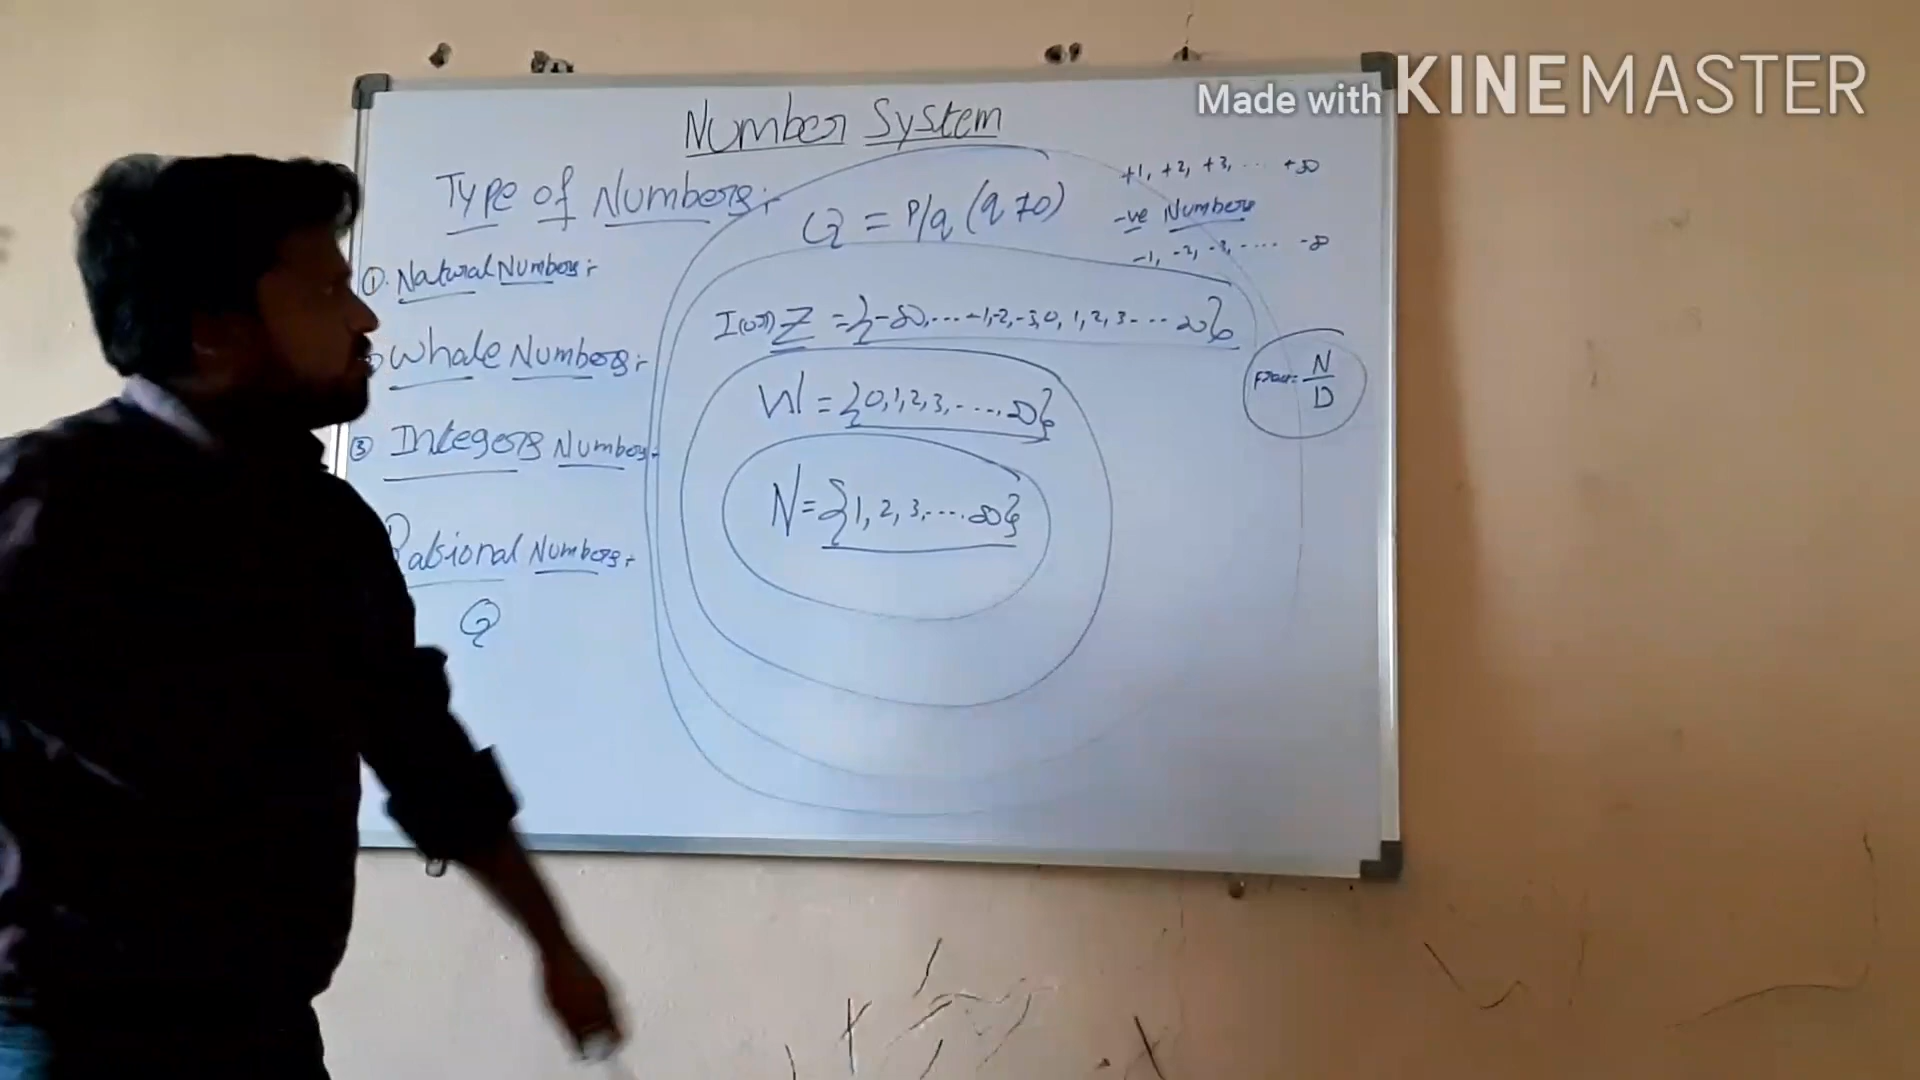 Made with KINEMASTER
Number System
Type of Numbers:-
① Natural Numbers:-
Whole Numbers:-
③ Integers Numbers:-
Rational Numbers:-
Q
Q = P/q (q ≠ 0)
I (or) Z = {-∞, ... -1, -2, -3, 0, 1, 2, 3 ... ∞}
W = {0, 1, 2, 3, ...., ∞}
N = {1, 2, 3, .... ∞}
+1, +2, +3, ... +∞
-ve Numbers
-1, -2, -3, .... -∞
N
D